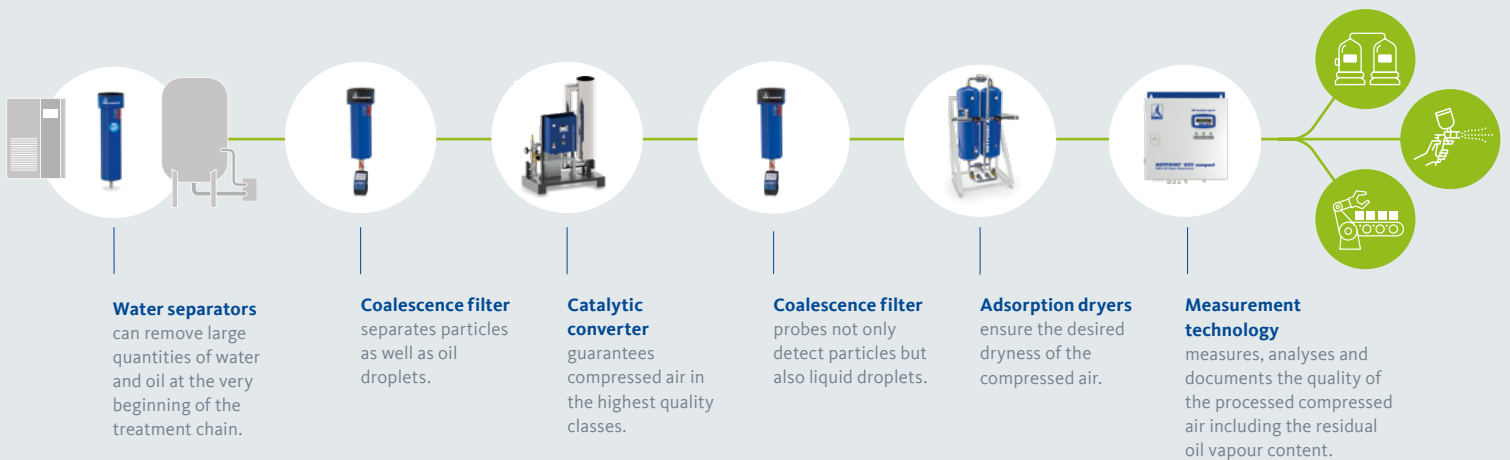 Water separators
can remove large
quantities of water
and oil at the very
beginning of the
treatment chain.
Coalescence filter
separates particles
as well as oil
droplets.
Catalytic
converter
guarantees
compressed air in
the highest quality
classes.
Coalescence filter
probes not only
detect particles but
also liquid droplets.
Adsorption dryers
ensure the desired
dryness of the
compressed air.
Measurement
technology
measures, analyses and
documents the quality of
the processed compressed
air including the residual
oil vapour content.
METPOINT OCV compact